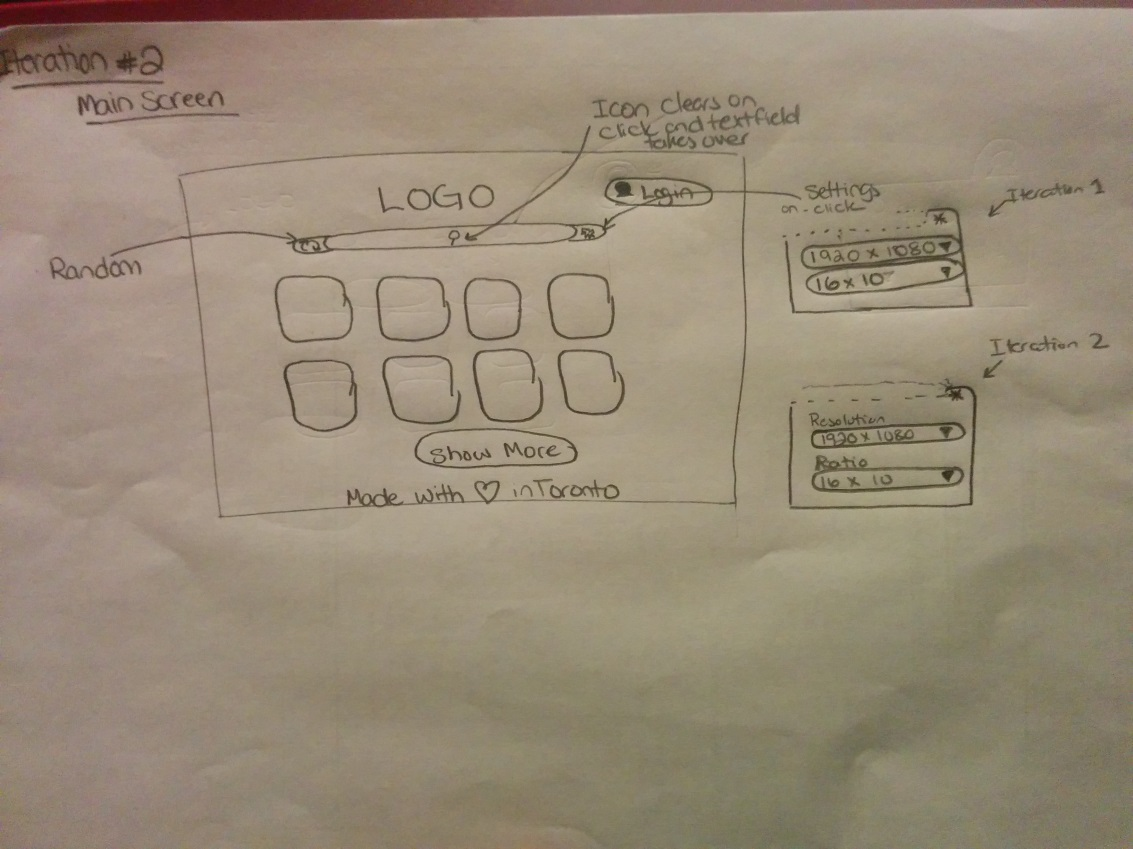 Iteration #2
Main Screen
Icon clears on
click and textfield
takes over
LOGO
Login
Settings
on-click
Iteration 1
Random
1920 x 1080
16 x 10
Iteration 2
Resolution
1920 x 1080
Ratio
16 x 10
Show More
Made with ♡ in Toronto